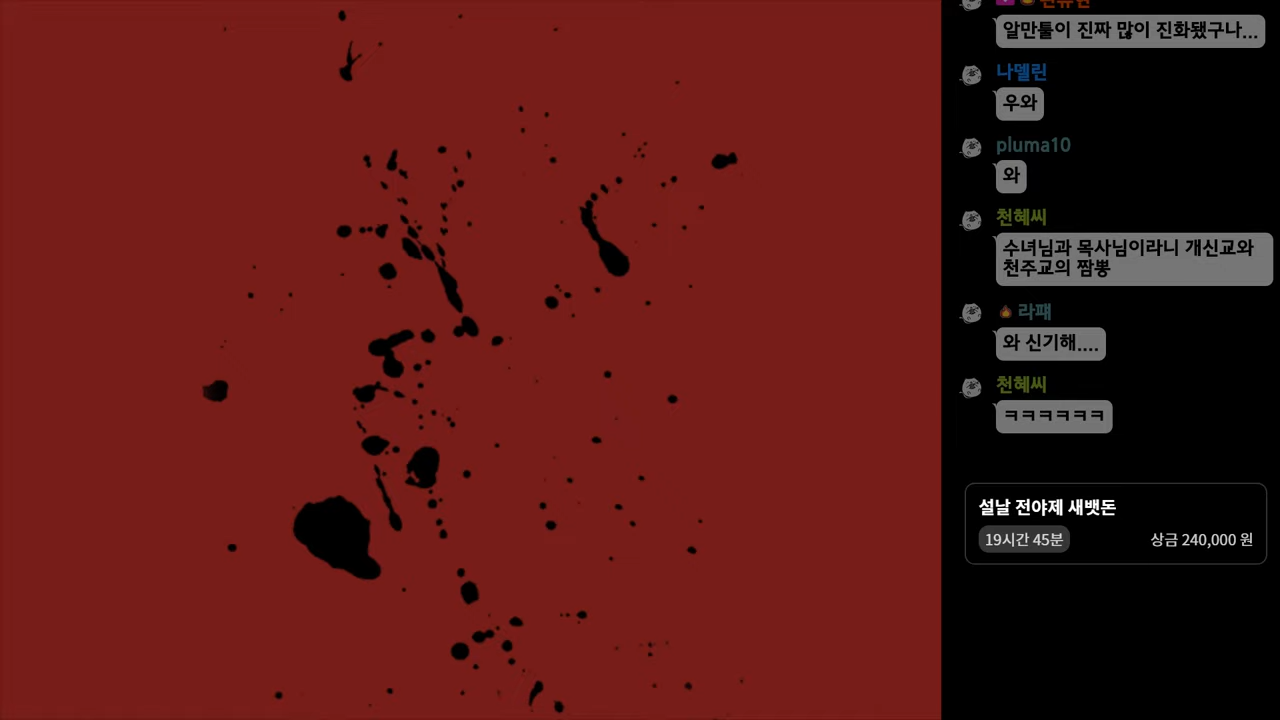 알만툴이 진짜 많이 진화됐구나...
나델린
우와
pluma10
와
천혜씨
수녀님과 목사님이라니 개신교와
천주교의 짬뽕
라퍠
와 신기해....
천혜씨
ㅋㅋㅋㅋㅋㅋ
설날 전야제 새뱃돈
19시간 45분 상금 240,000 원